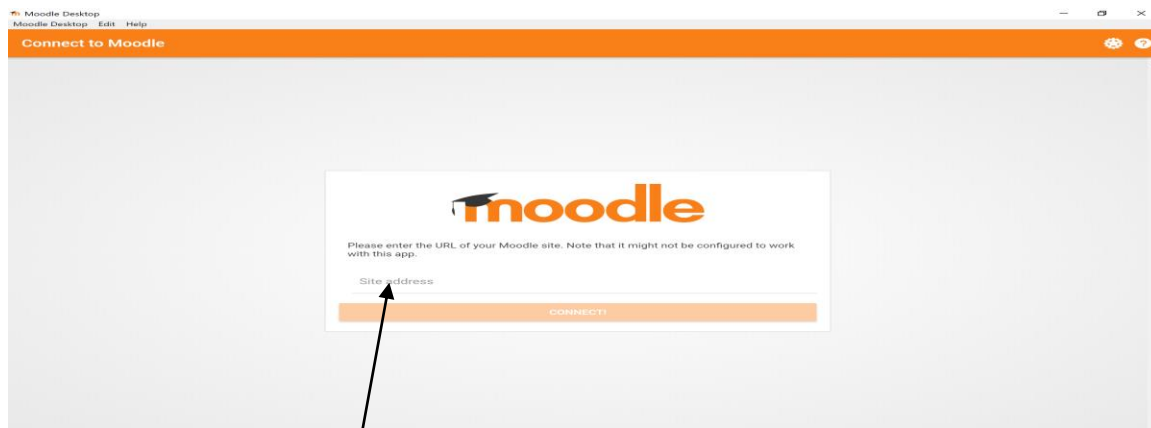 Moodle Desktop
Moodle Desktop Edit Help
Connect to Moodle
moodle
Please enter the URL of your Moodle site. Note that it might not be configured to work
with this app.
Site address
CONNECT!